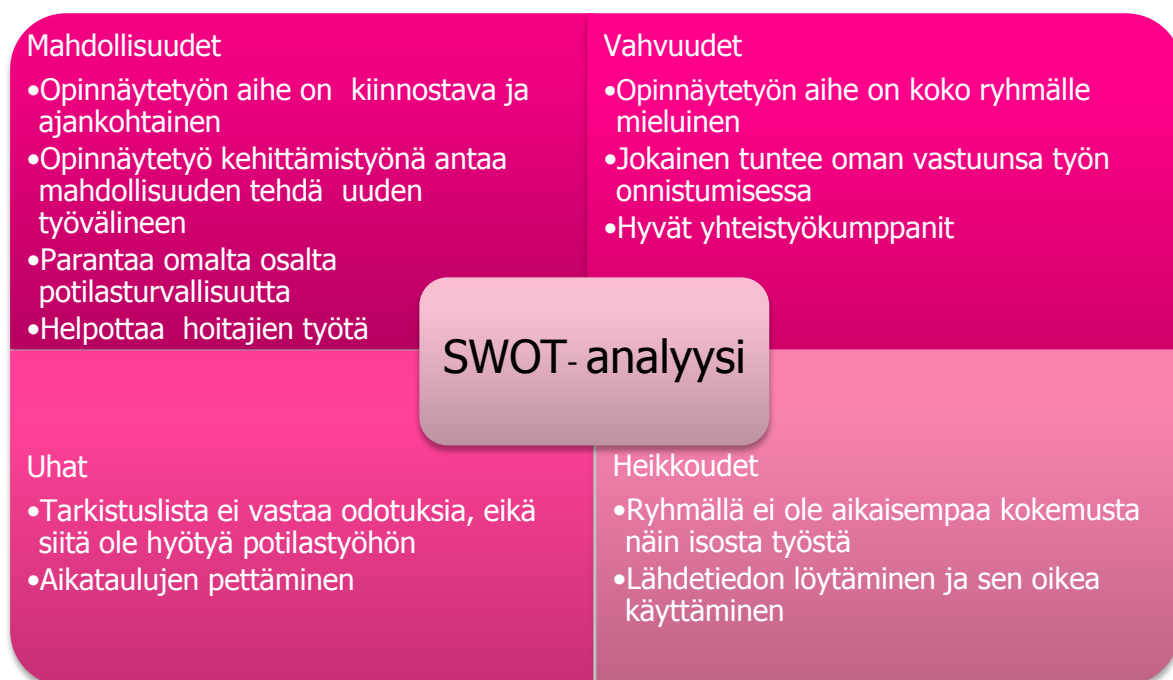 Mahdollisuudet
•Opinnäytetyön aihe on kiinnostava ja
ajankohtainen
•Opinnäytetyö kehittämistyönä antaa
mahdollisuuden tehdä uuden
työvälineen
•Parantaa omalta osalta
potilasturvallisuutta
•Helpottaa hoitajien työtä
Vahvuudet
•Opinnäytetyön aihe on koko ryhmälle
mieluinen
•Jokainen tuntee oman vastuunsa työn
onnistumisessa
•Hyvät yhteistyökumppanit
SWOT- analyysi
Uhat
•Tarkistuslista ei vastaa odotuksia, eikä
siitä ole hyötyä potilastyöhön
•Aikataulujen pettäminen
Heikkoudet
•Ryhmällä ei ole aikaisempaa kokemusta
näin isosta työstä
•Lähdetiedon löytäminen ja sen oikea
käyttäminen